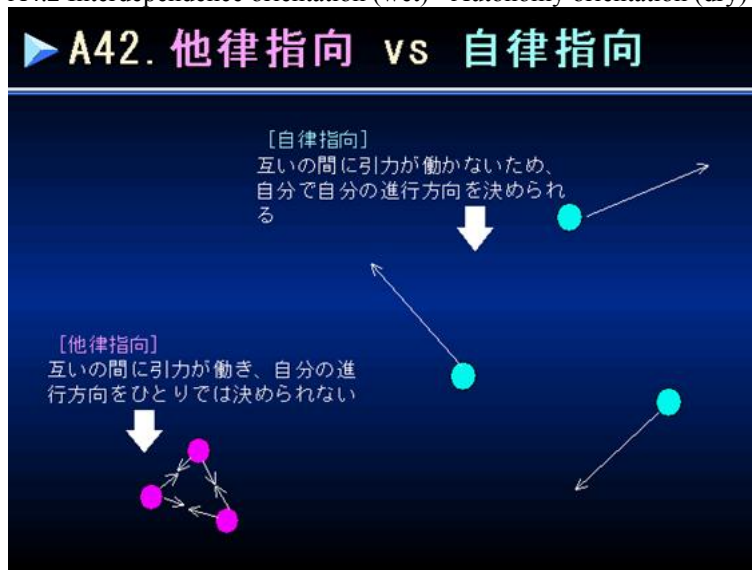 A42 Interdependence orientation (wet) - Autonomy orientation (dry)
A42.他律指向 vs 自律指向
[自律指向]
互いの間に引力が働かないため、
自分で自分の進行方向を決められ
る
[他律指向]
互いの間に引力が働き、自分の進
行方向をひとりでは決められない